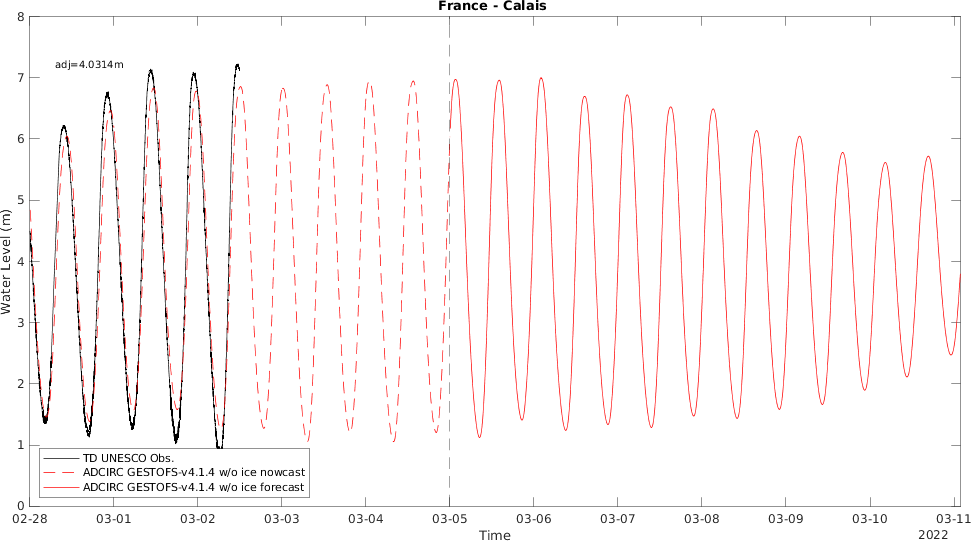 France - Calais
8
7
6
5
4
3
2
1
0
Water Level (m)
adj=4.0314m
TD UNESCO Obs.
ADCIRC GESTOFS-v4.1.4 w/o ice nowcast
ADCIRC GESTOFS-v4.1.4 w/o ice forecast
02-28 03-01 03-02 03-03 03-04 03-05 03-06 03-07 03-08 03-09 03-10 03-11
Time
2022